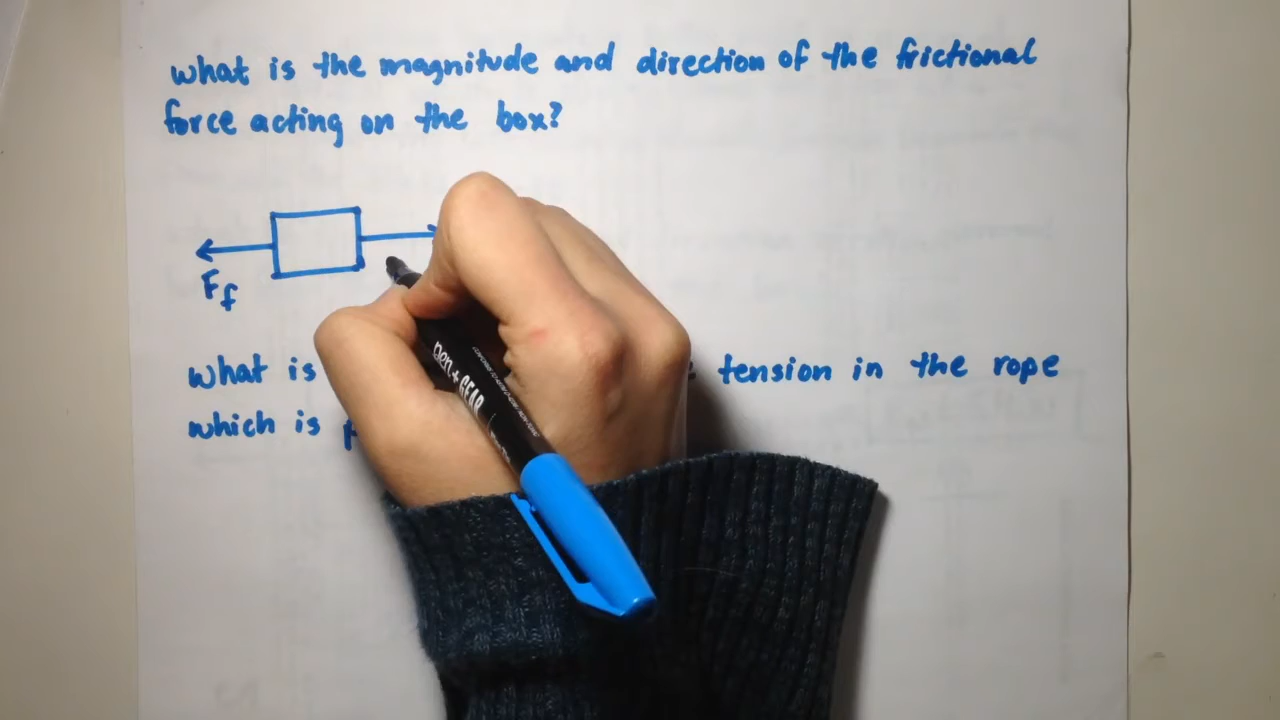 what is the magnitude and direction of the frictional
force acting on the box?
Ff
what is tension in the rope
which is
pen+GEAR